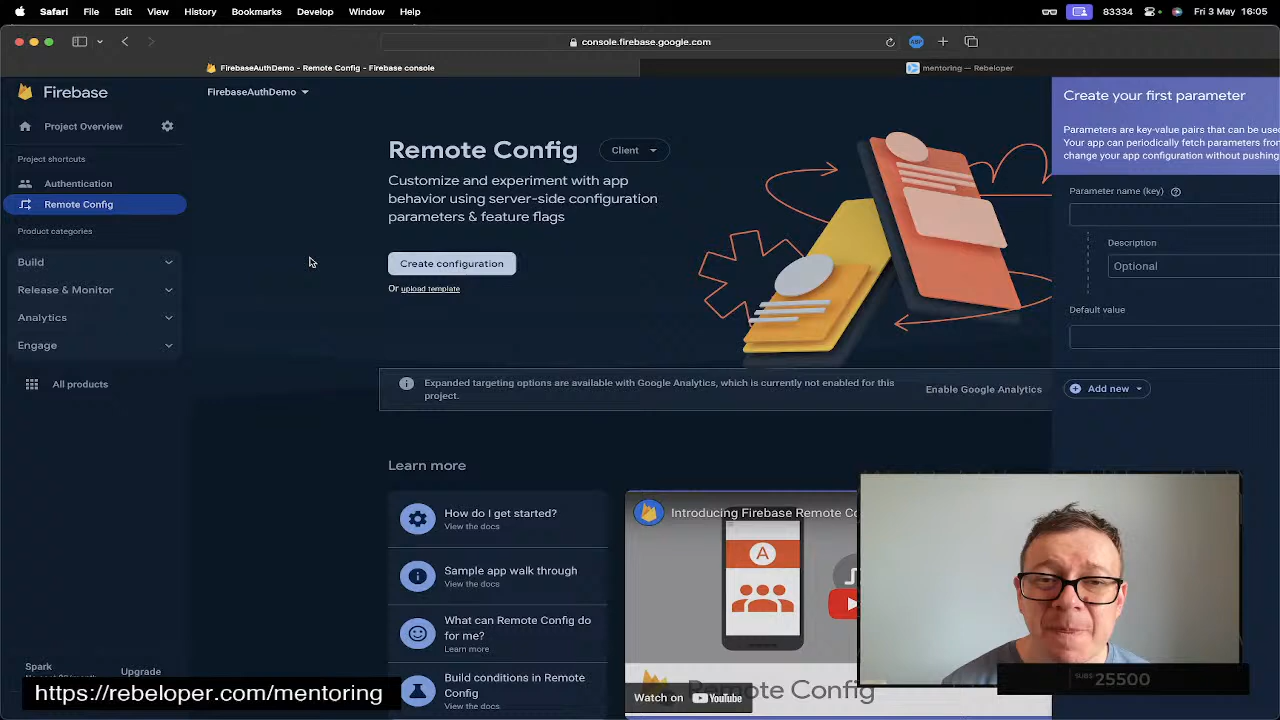 Safari File Edit View History Bookmarks Develop Window Help 83334 Fri 3 May 16:05
console.firebase.google.com ABP
FirebaseAuthDemo - Remote Config - Firebase console
mentoring — Rebeloper
Firebase
FirebaseAuthDemo
Project Overview
Project shortcuts
Authentication
Remote Config
Product categories
Build
Release & Monitor
Analytics
Engage
All products
Spark
Upgrade
Remote Config
Client
Customize and experiment with app
behavior using server-side configuration
parameters & feature flags
Create configuration
Or upload template
Expanded targeting options are available with Google Analytics, which is currently not enabled for this
project.
Enable Google Analytics
Learn more
How do I get started?
View the docs
Sample app walk through
View the docs
What can Remote Config do
for me?
Learn more
Build conditions in Remote
Config
View the docs
Introducing Firebase Remote Co
A
Remote Config
Watch on YouTube
Create your first parameter
Parameters are key-value pairs that can be used
Your app can periodically fetch parameters from
change your app configuration without pushing
Parameter name (key)
Description
Optional
Default value
Add new
https://rebeloper.com/mentoring
SUBS: 25500